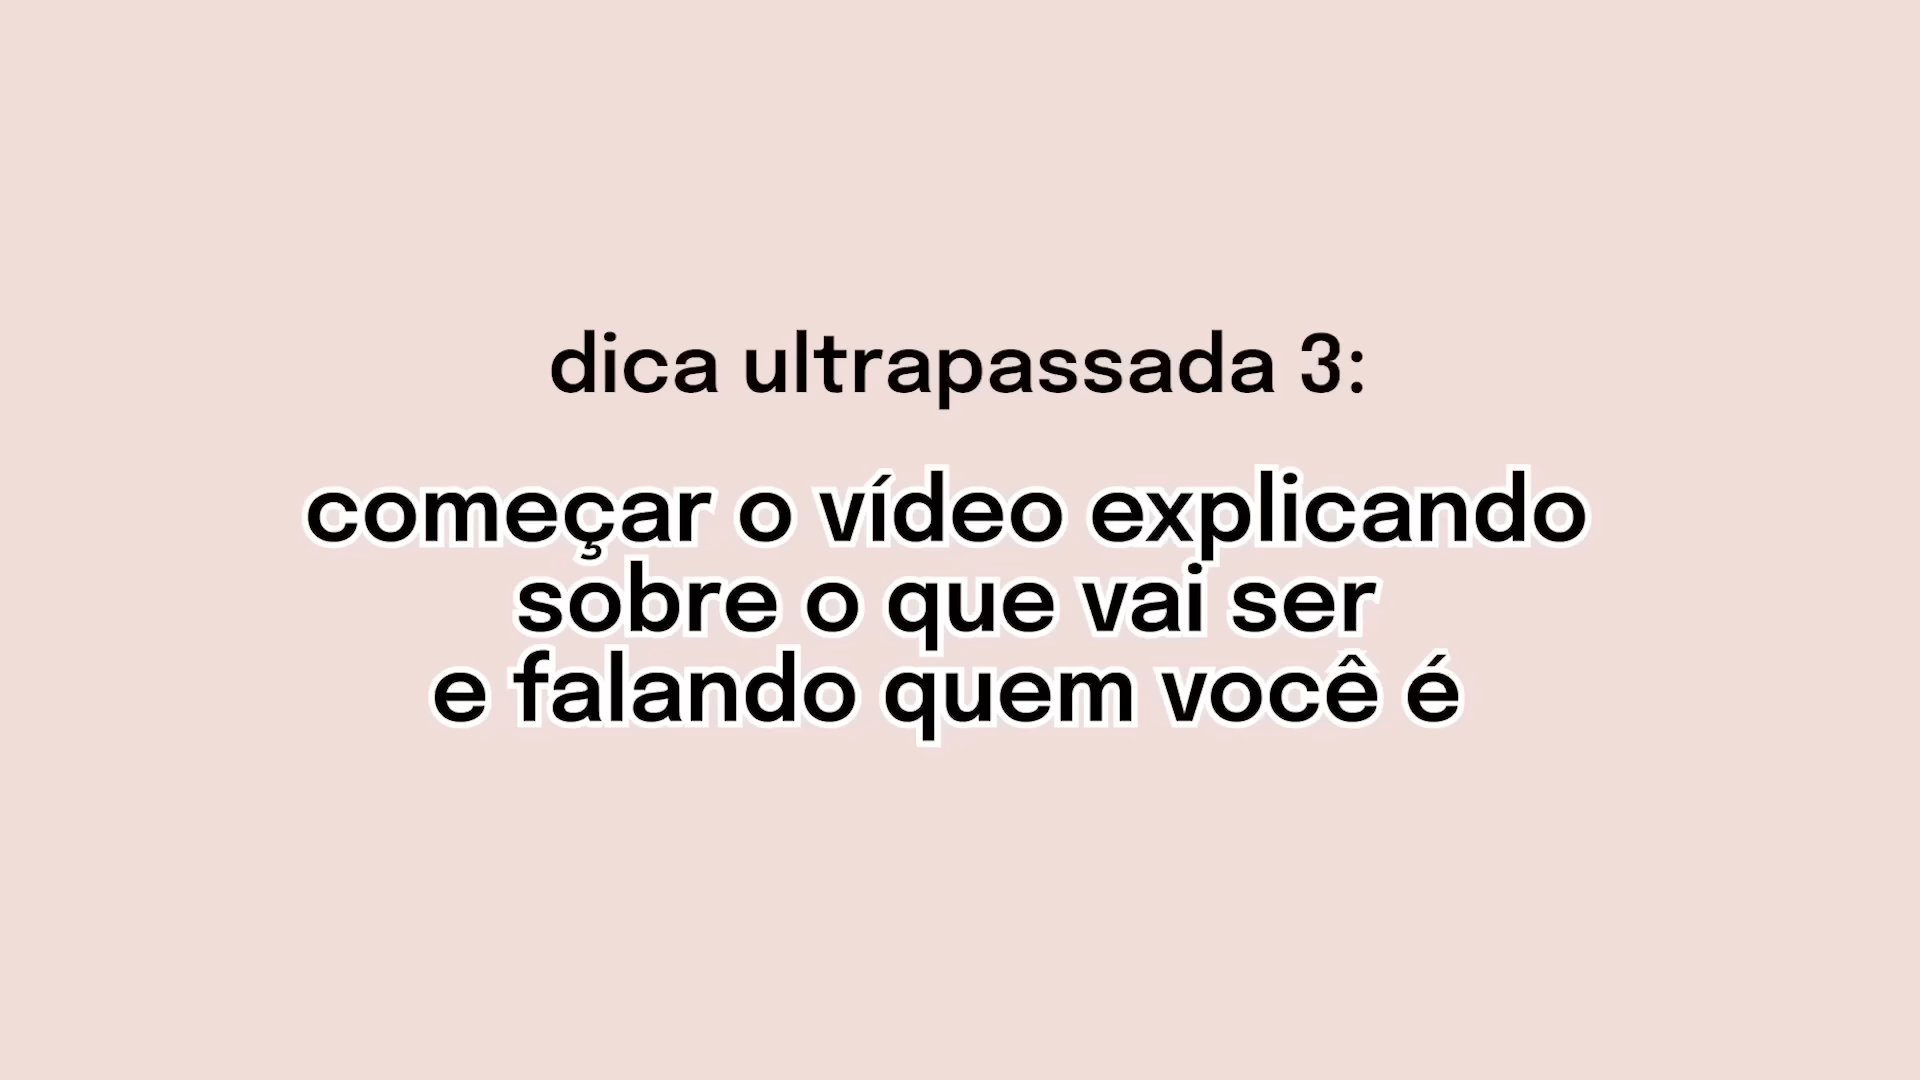 dica ultrapassada 3:
começar o vídeo explicando
sobre o que vai ser
e falando quem você é